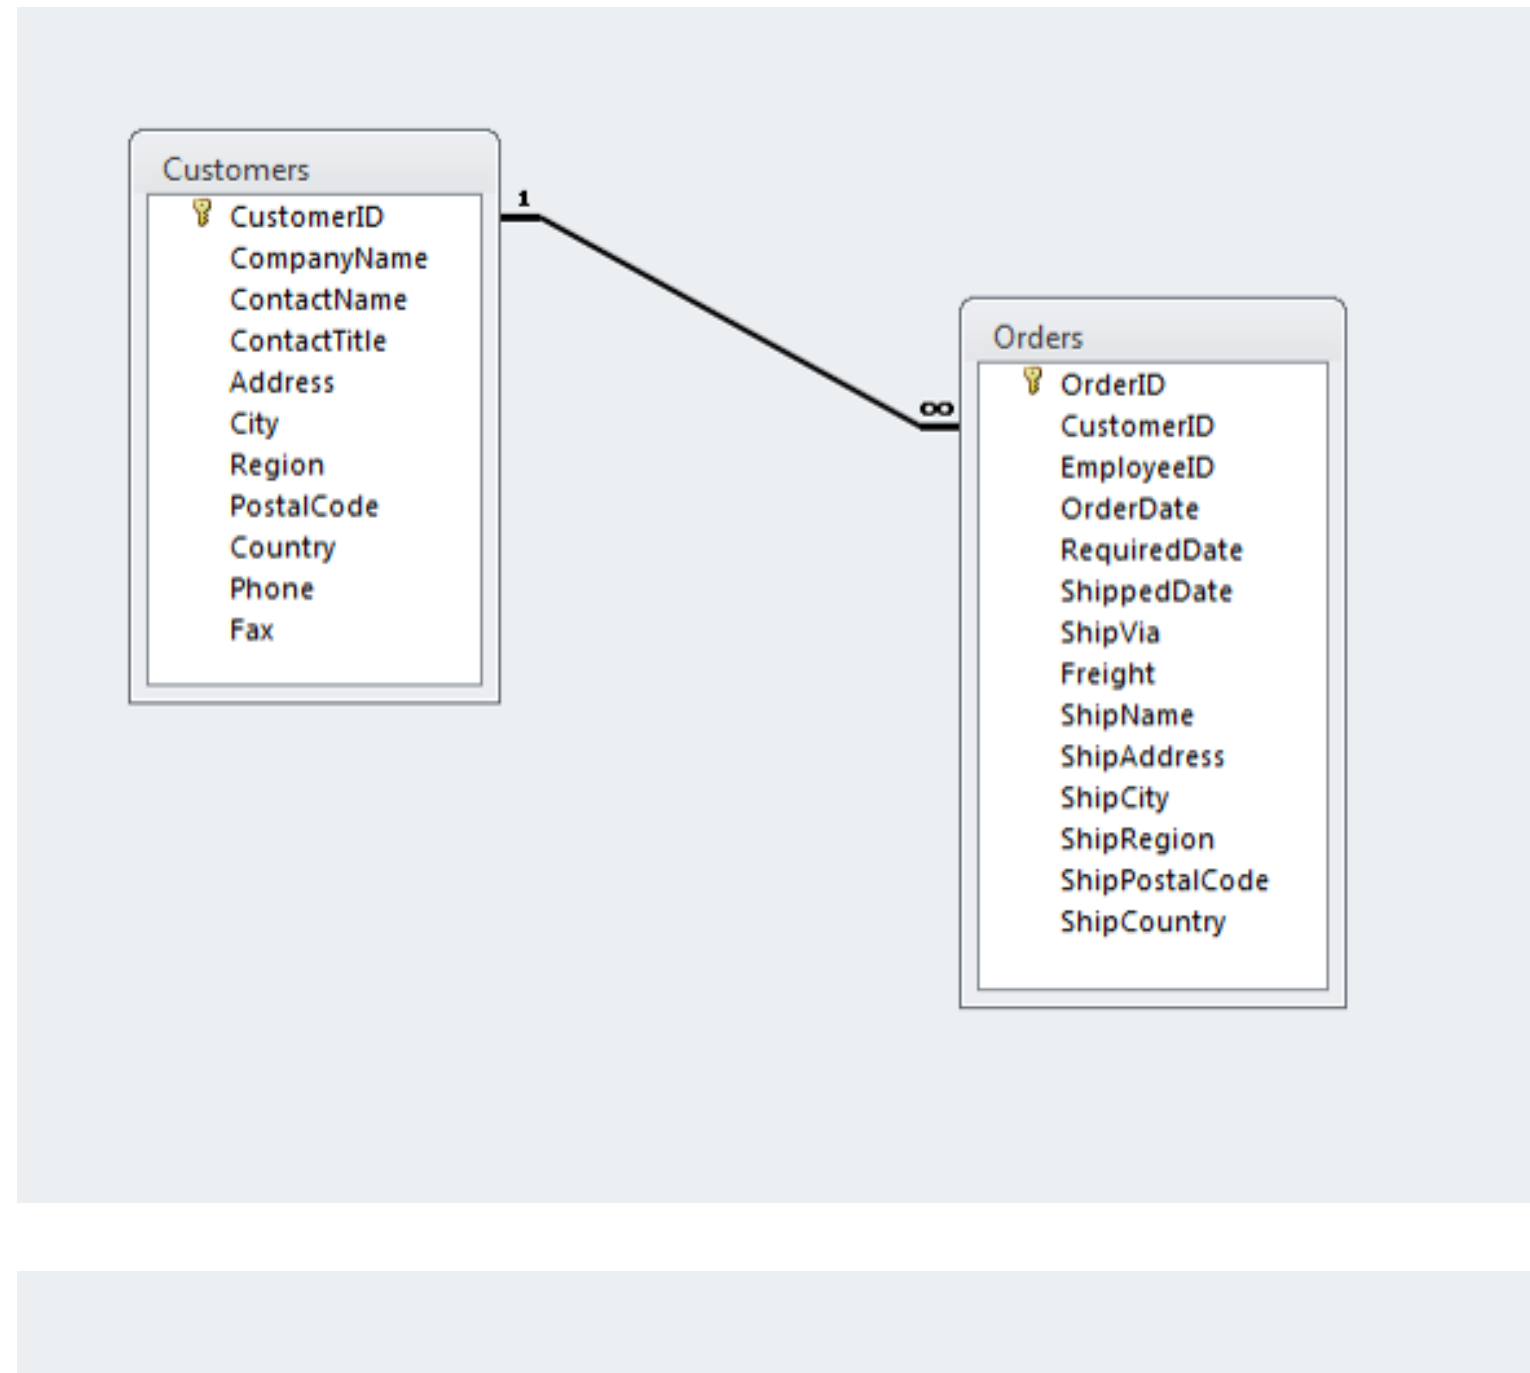 Customers
CustomerID
CompanyName
ContactName
ContactTitle
Address
City
Region
PostalCode
Country
Phone
Fax
1
∞
Orders
OrderID
CustomerID
EmployeeID
OrderDate
RequiredDate
ShippedDate
ShipVia
Freight
ShipName
ShipAddress
ShipCity
ShipRegion
ShipPostalCode
ShipCountry